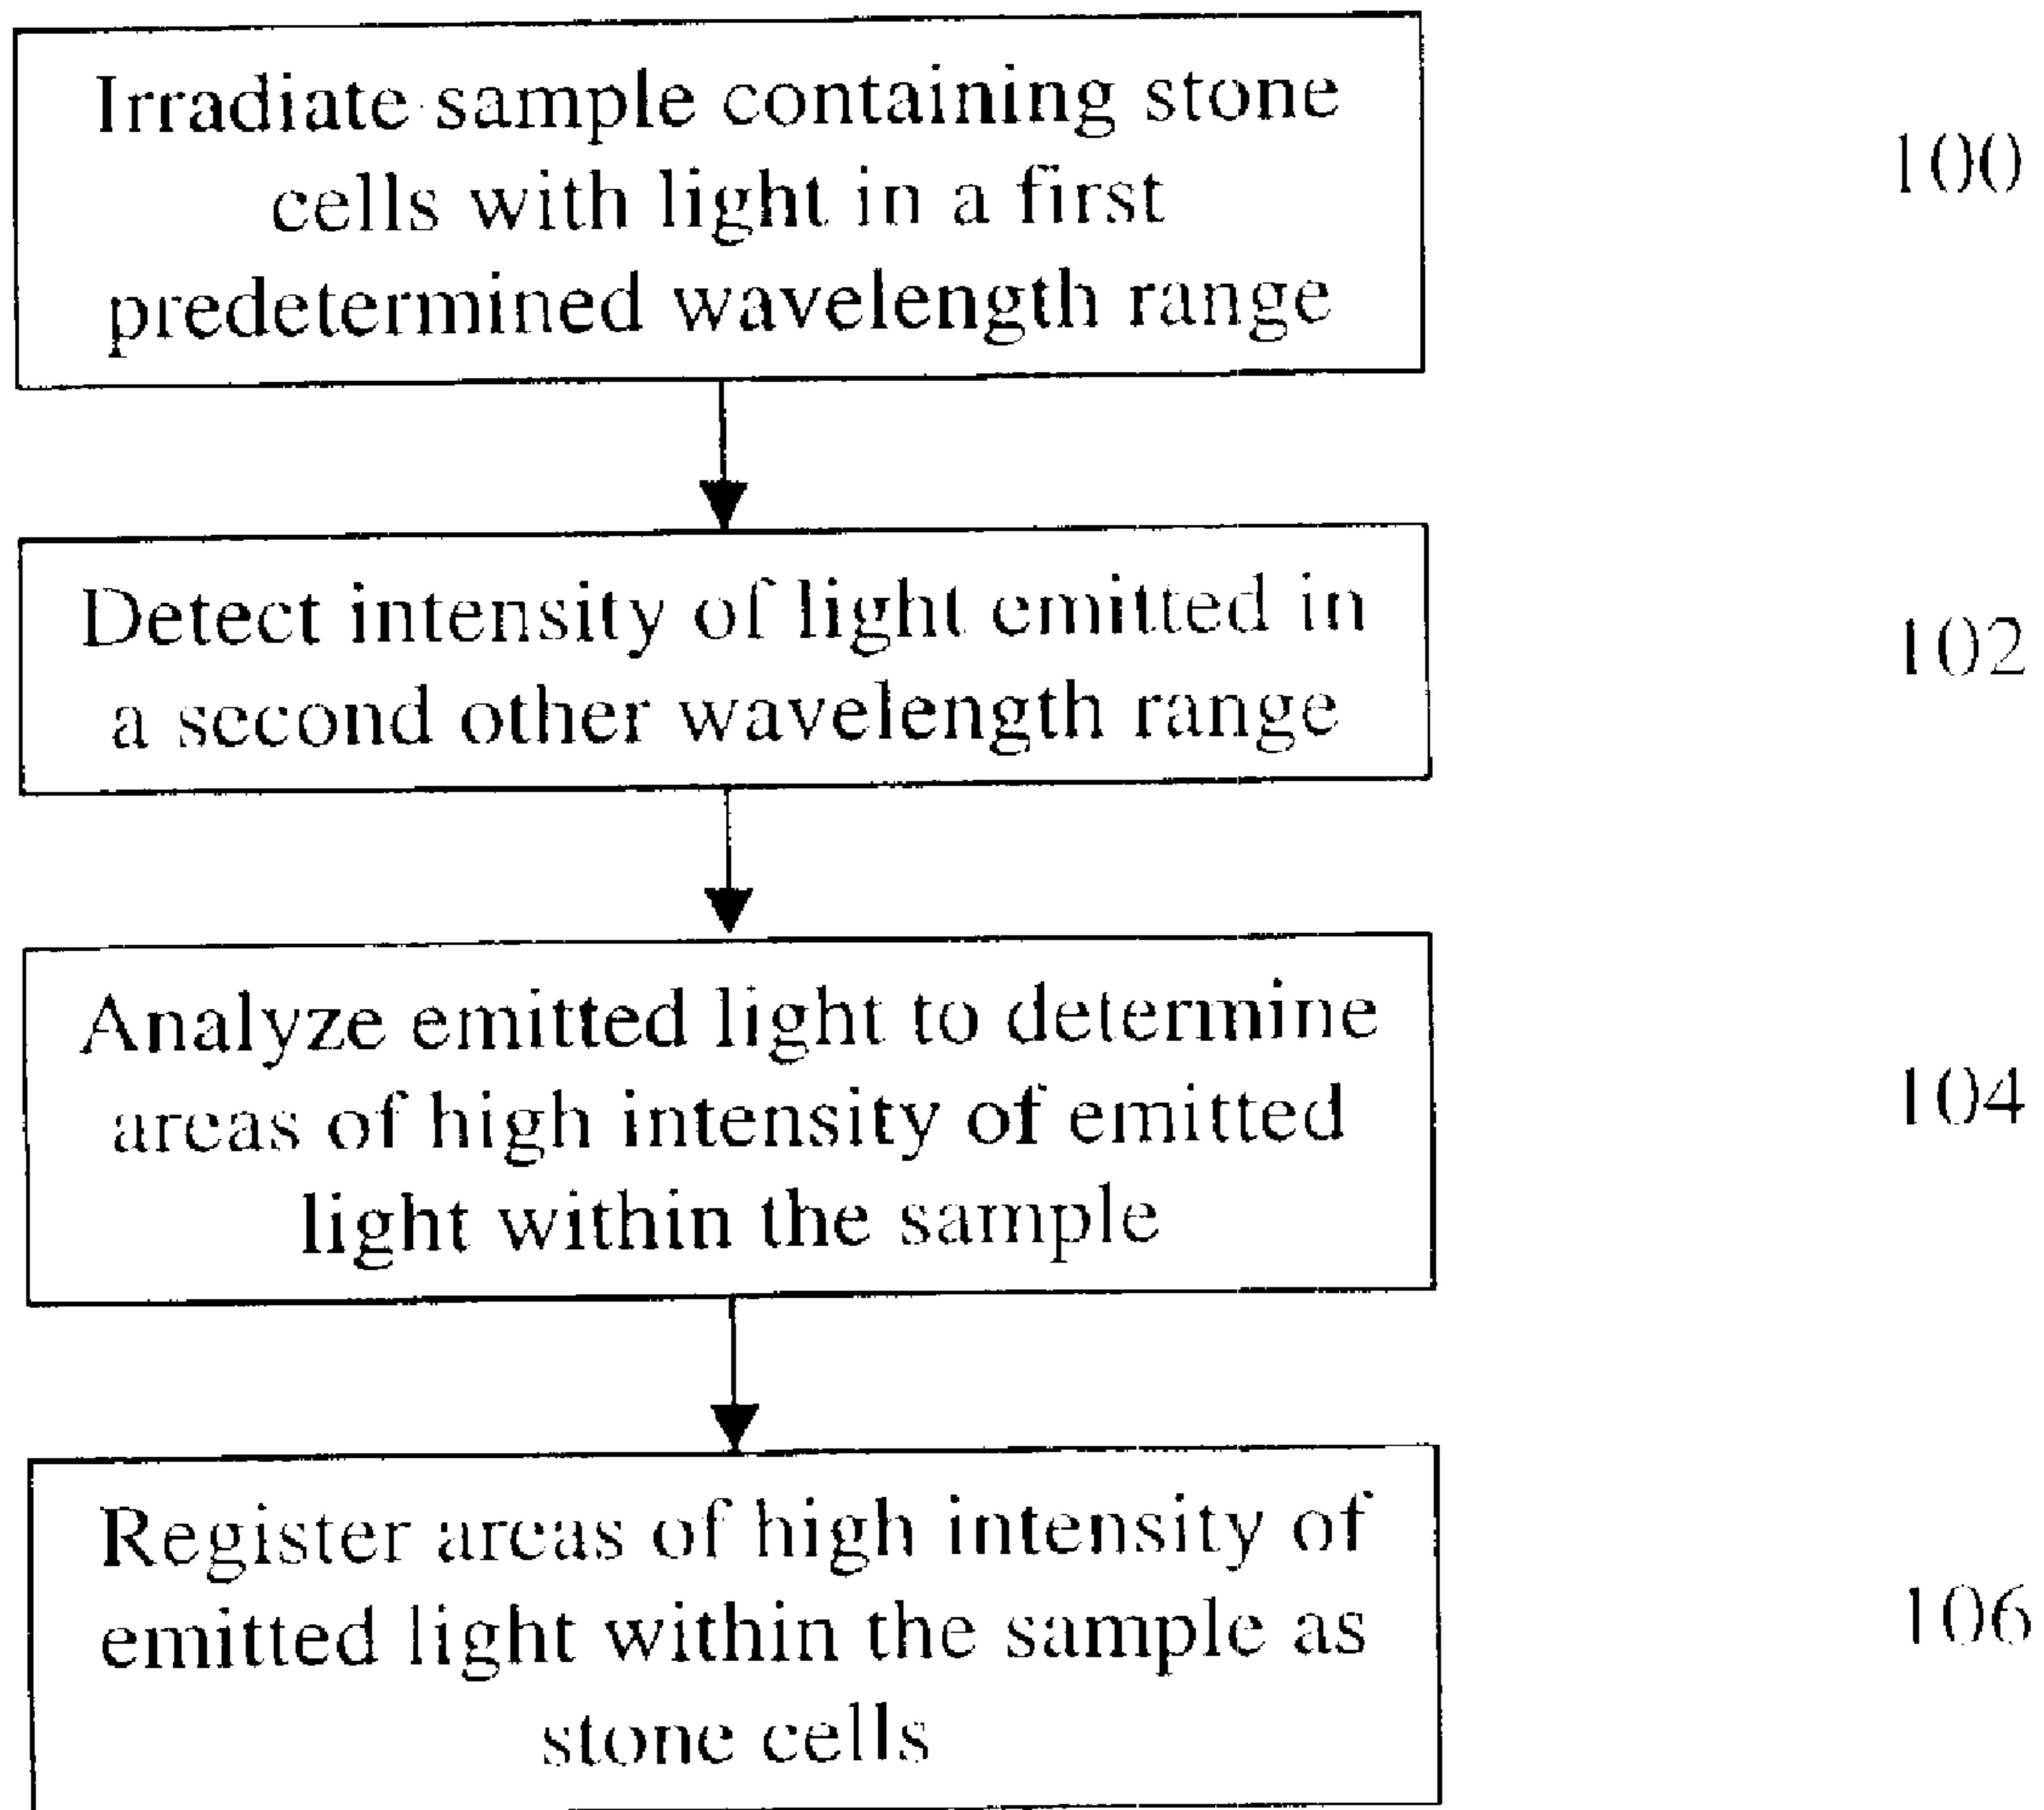 Irradiate sample containing stone
cells with light in a first
predetermined wavelength range
100
Detect intensity of light emitted in
a second other wavelength range
102
Analyze emitted light to determine
areas of high intensity of emitted
light within the sample
104
Register areas of high intensity of
emitted light within the sample as
stone cells
106